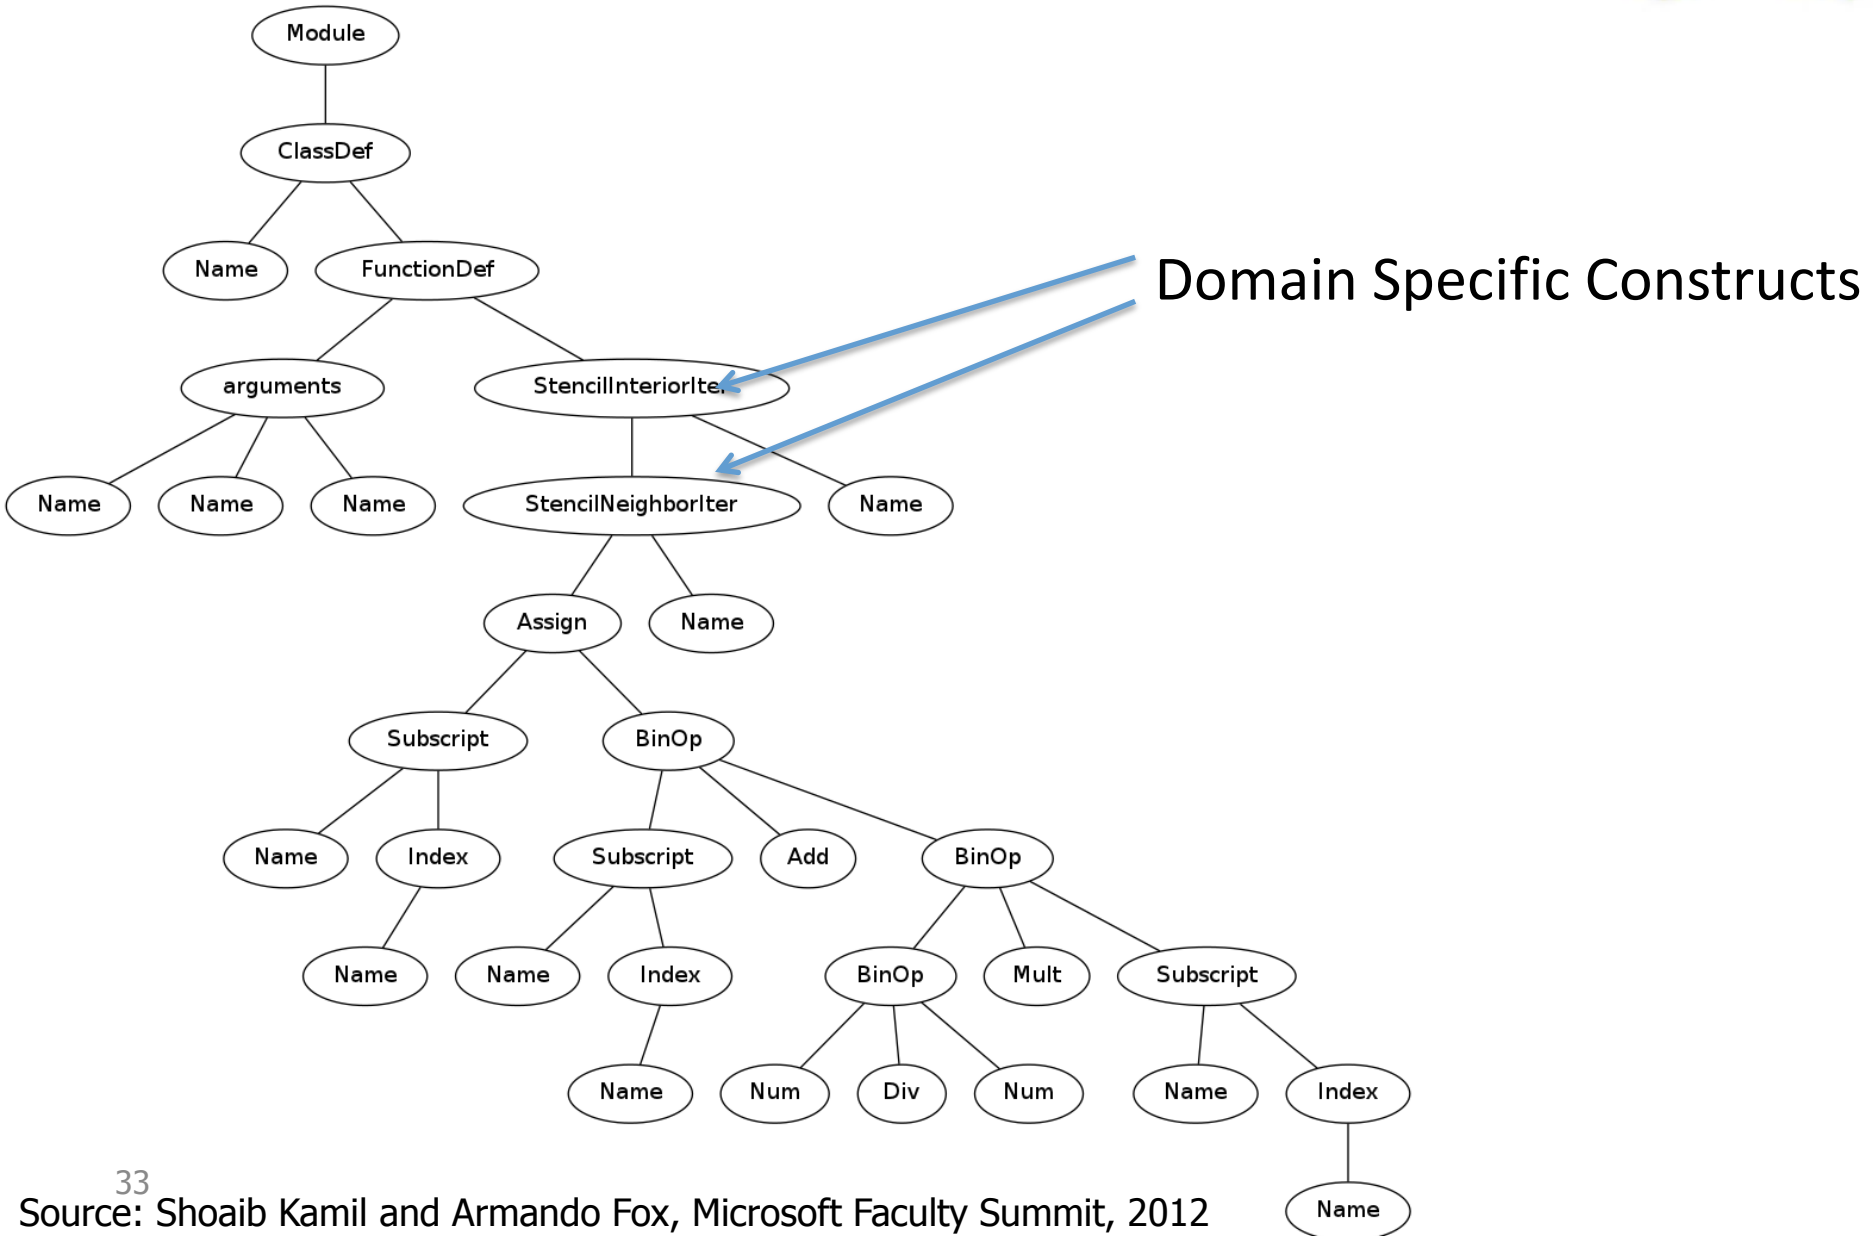 Module
ClassDef
Name FunctionDef
Domain Specific Constructs
arguments StencilInteriorIter
Name Name Name StencilNeighborIter Name
Assign Name
Subscript BinOp
Name Index Subscript Add BinOp
Name Name Index BinOp Mult Subscript
Name Num Div Num Name Index
33
Source: Shoaib Kamil and Armando Fox, Microsoft Faculty Summit, 2012
Name